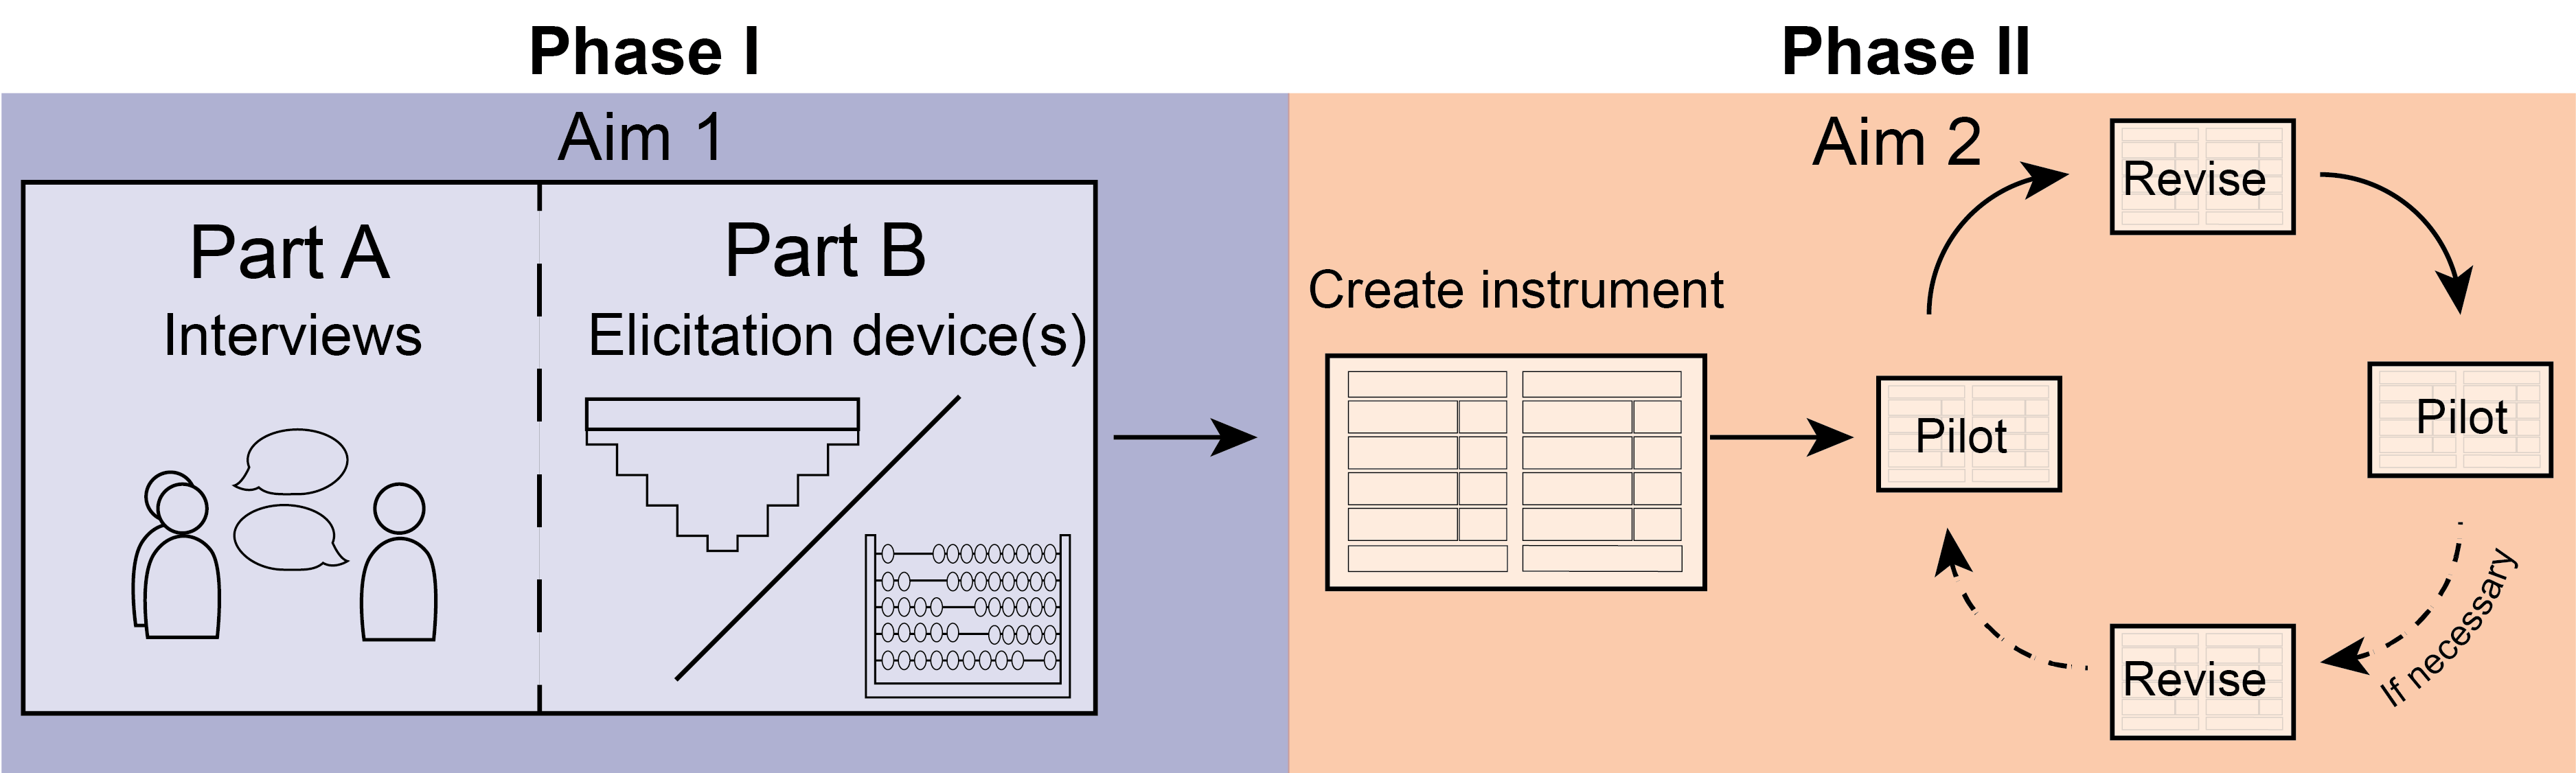 Phase I
Aim 1
Part A
Interviews
Part B
Elicitation device(s)
Phase II
Aim 2
Create instrument
Pilot
Revise
Pilot
If necessary
Revise